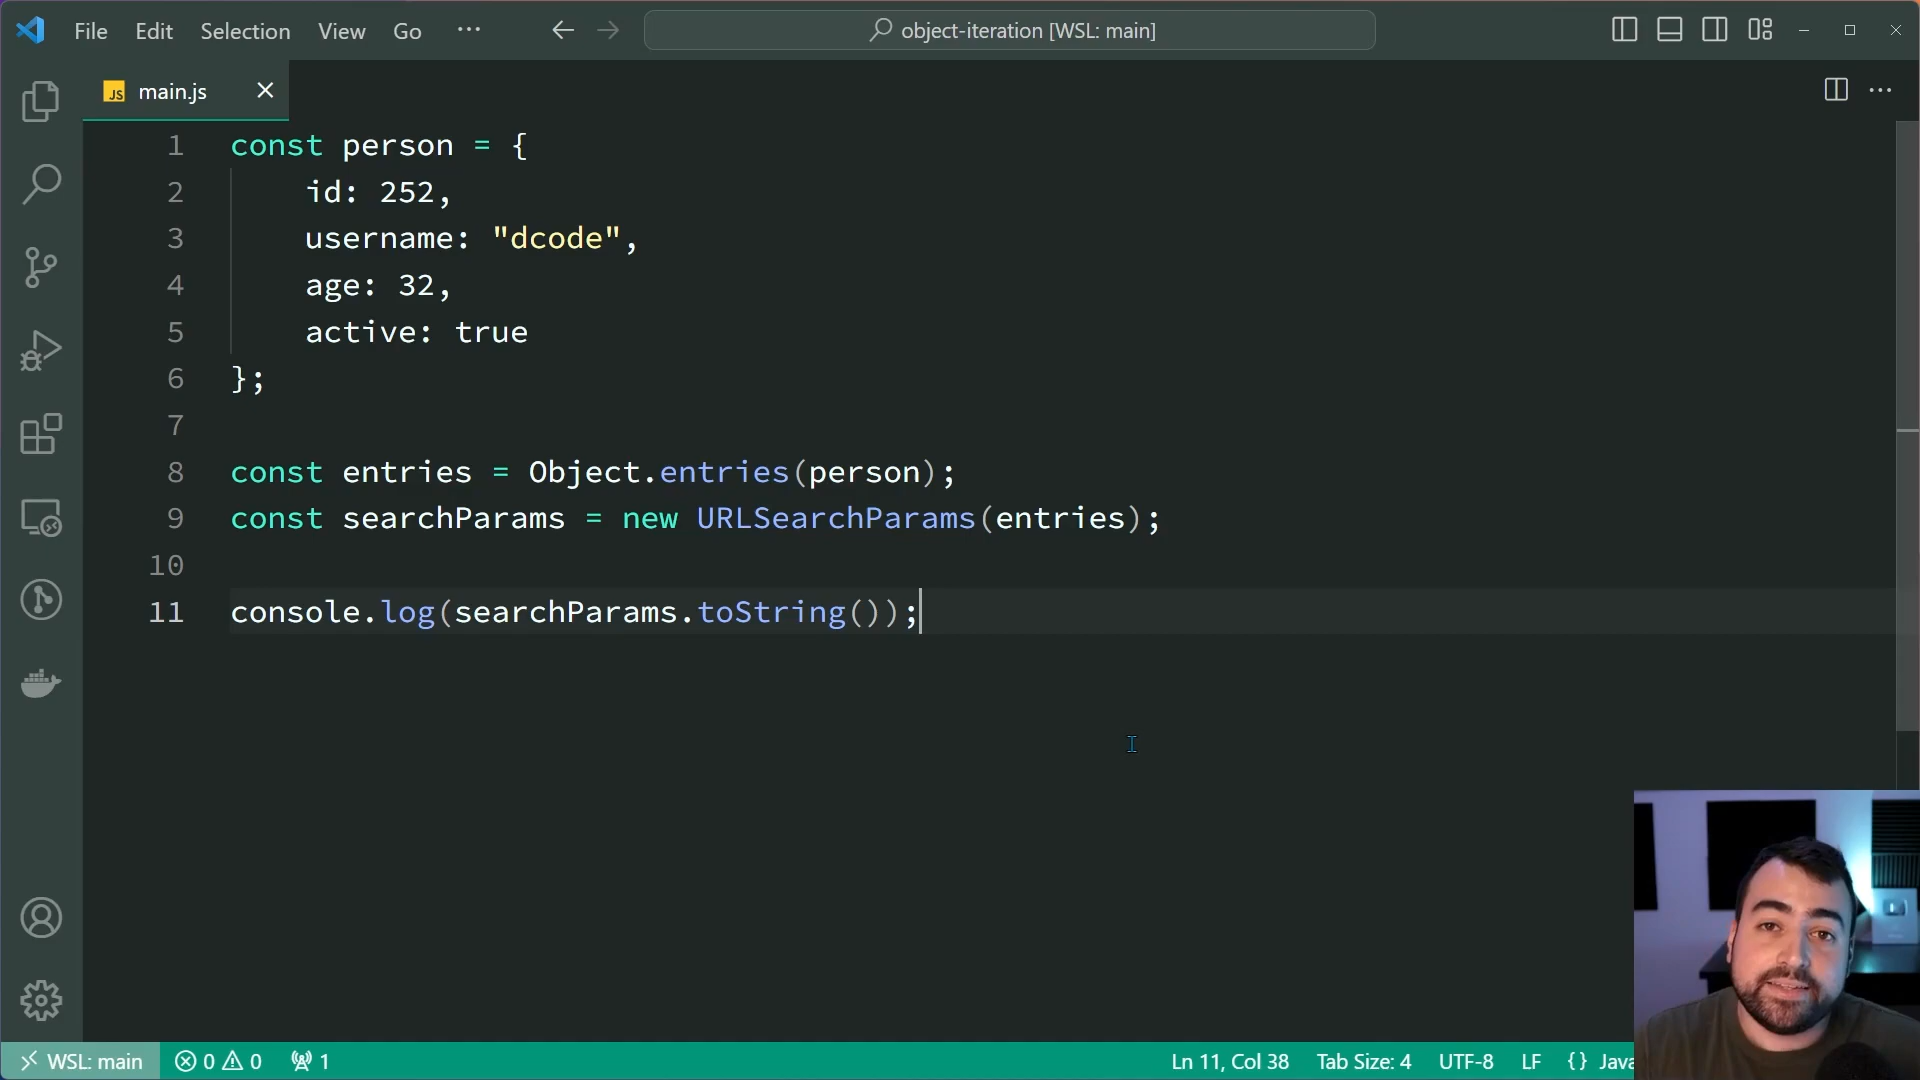 File Edit Selection View Go ··· object-iteration [WSL: main]
JS main.js
1 const person = {
2     id: 252,
3     username: "dcode",
4     age: 32,
5     active: true
6 };
7
8 const entries = Object.entries(person);
9 const searchParams = new URLSearchParams(entries);
10
11 console.log(searchParams.toString());
WSL: main 0 0 1 Ln 11, Col 38 Tab Size: 4 UTF-8 LF {} Java